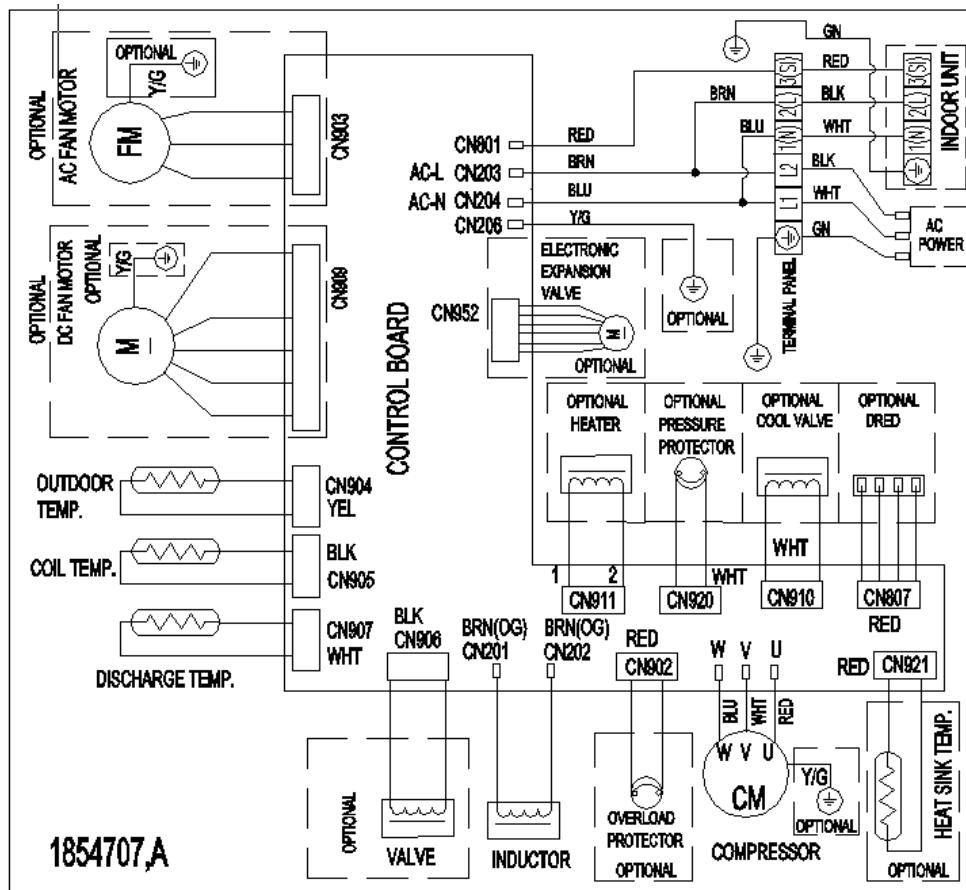 OPTIONAL
AC FAN MOTOR
OPTIONAL
Y/G
FM
CN903
OPTIONAL
DC FAN MOTOR
OPTIONAL
Y/G
M
CN909
OUTDOOR
TEMP.
CN904
YEL
COIL TEMP.
BLK
CN905
CN907
WHT
DISCHARGE TEMP.
CONTROL BOARD
CN801
RED
AC-L CN203
BRN
AC-N CN204
BLU
CN206
Y/G
OPTIONAL
BRN
BLU
3(SI)
2(L)
1(N)
L2
L1
TERMINAL PANEL
GN
RED
BLK
WHT
BLK
WHT
GN
3(SI)
2(L)
1(N)
INDOOR UNIT
AC
POWER
ELECTRONIC
EXPANSION
VALVE
CN952
M
OPTIONAL
OPTIONAL
HEATER
OPTIONAL
PRESSURE
PROTECTOR
OPTIONAL
COOL VALVE
OPTIONAL
DRED
1
2
CN911
WHT
CN920
WHT
CN910
CN807
RED
BLK
CN906
BRN(OG)
CN201
BRN(OG)
CN202
RED
CN902
W V U
RED
CN921
BLU
WHT
RED
W V U
CM
Y/G
OPTIONAL
COMPRESSOR
OPTIONAL
VALVE
INDUCTOR
OVERLOAD
PROTECTOR
OPTIONAL
HEAT SINK TEMP.
OPTIONAL
1854707,A